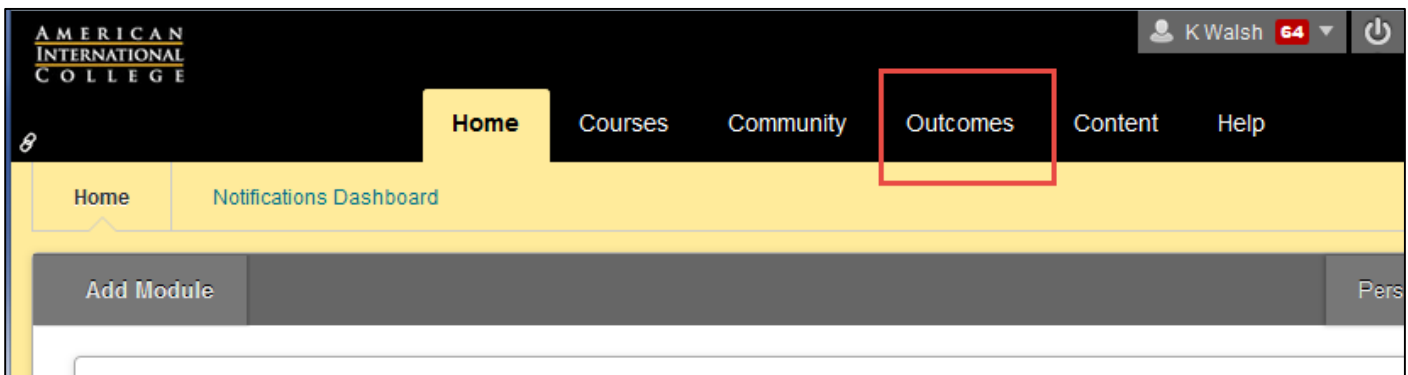 AMERICAN
INTERNATIONAL
COLLEGE
K Walsh 64
Home Courses Community Outcomes Content Help
Home Notifications Dashboard
Add Module Pers